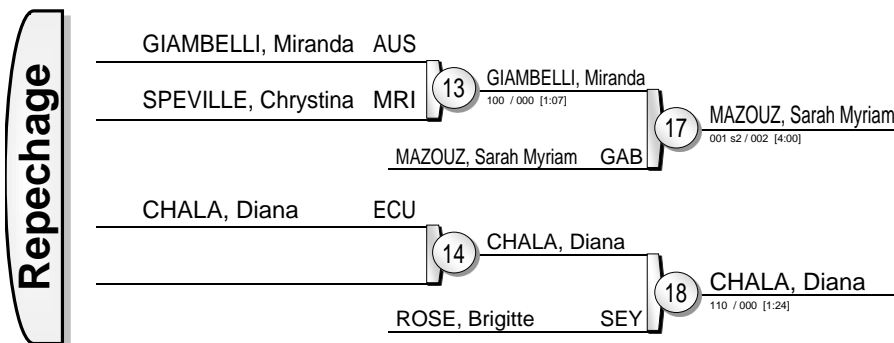 Repechage
GIAMBELLI, Miranda AUS
SPEVILLE, Chrystina MRI
13
GIAMBELLI, Miranda
100 / 000 [1:07]
MAZOUZ, Sarah Myriam GAB
17
MAZOUZ, Sarah Myriam
001 s2 / 002 [4:00]
CHALA, Diana ECU
14
CHALA, Diana
ROSE, Brigitte SEY
18
CHALA, Diana
110 / 000 [1:24]